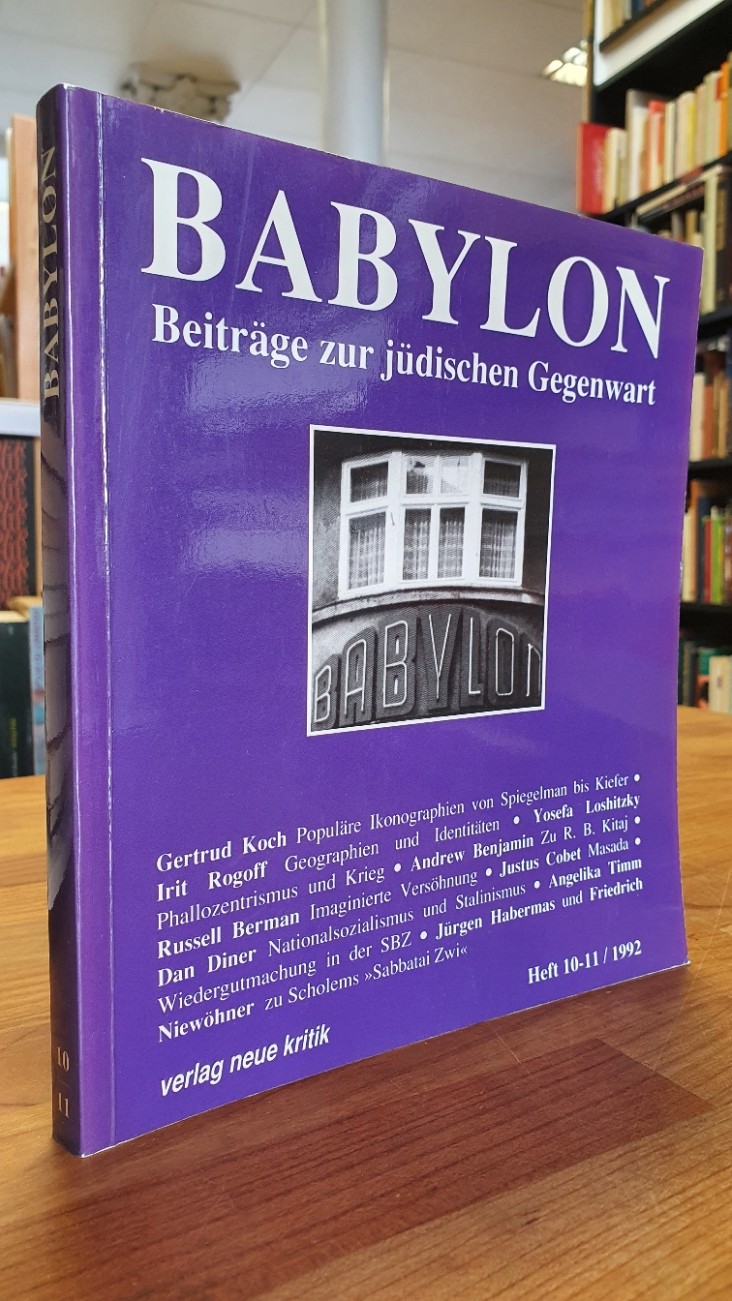 BABYLON
Beiträge zur jüdischen Gegenwart
BABYLON
Gertrud Koch Populäre Ikonographien von Spiegelman bis Kiefer •
Irit Rogoff Geographien und Identitäten • Yosefa Loshitzky
Phallozentrismus und Krieg • Andrew Benjamin Zu R. B. Kitaj •
Russell Berman Imaginierte Versöhnung • Justus Cobet Masada •
Dan Diner Nationalsozialismus und Stalinismus • Angelika Timm
Wiedergutmachung in der SBZ • Jürgen Habermas und Friedrich
Niewöhner zu Scholems »Sabbatai Zwi«
Heft 10-11 / 1992
verlag neue kritik
BABYLON
10
11